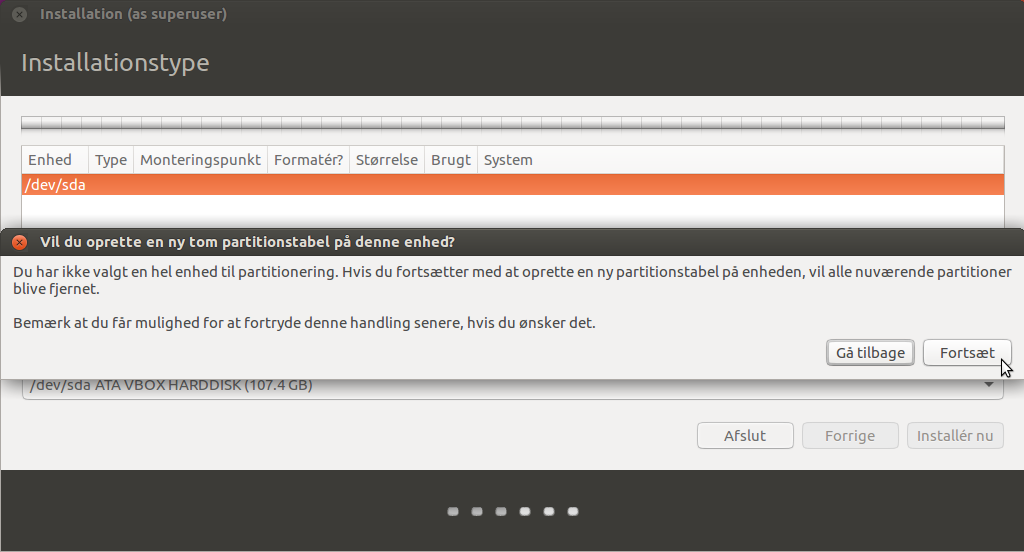 Installation (as superuser)
Installationstype
Enhed Type Monteringspunkt Formatér? Størrelse Brugt System
/dev/sda
Vil du oprette en ny tom partitionstabel på denne enhed?
Du har ikke valgt en hel enhed til partitionering. Hvis du fortsætter med at oprette en ny partitionstabel på enheden, vil alle nuværende partitioner
blive fjernet.
Bemærk at du får mulighed for at fortryde denne handling senere, hvis du ønsker det.
Gå tilbage Fortsæt
/dev/sda ATA VBOX HARDDISK (107.4 GB)
Afslut Forrige Installér nu